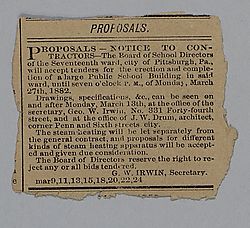 PROPOSALS.
PROPOSALS—NOTICE TO CON-
TRACTORS—The Board of School Directors
of the Seventeenth ward, city of Pittsburg, Pa.,
will accept tenders for the erection and comple-
tion of a large Public School Building in said
ward, until seven o'clock P. M., of Monday, March
27th, 1882.
Drawings, specifications, &c., can be seen on
and after Monday, March 13th, at the office of the
secretary, Geo. W. Irwin, No. 331 Forty-fourth
street, and at the office of J. W. Drum, architect,
corner Penn and Sixth streets, city.
The steam heating will be let separately from
the general contract, and proposals for different
kinds of steam heating apparatus will be accept-
ed and given due consideration.
The Board of Directors reserve the right to re-
ject any or all bids tendered.
G. W. IRWIN, Secretary.
mar9,11,13,15,18,20,22,24